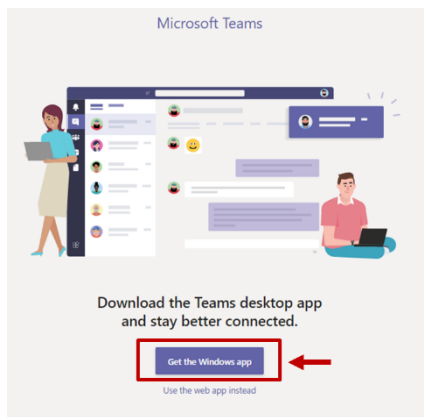 Microsoft Teams
Download the Teams desktop app
and stay better connected.
Get the Windows app
Use the web app instead